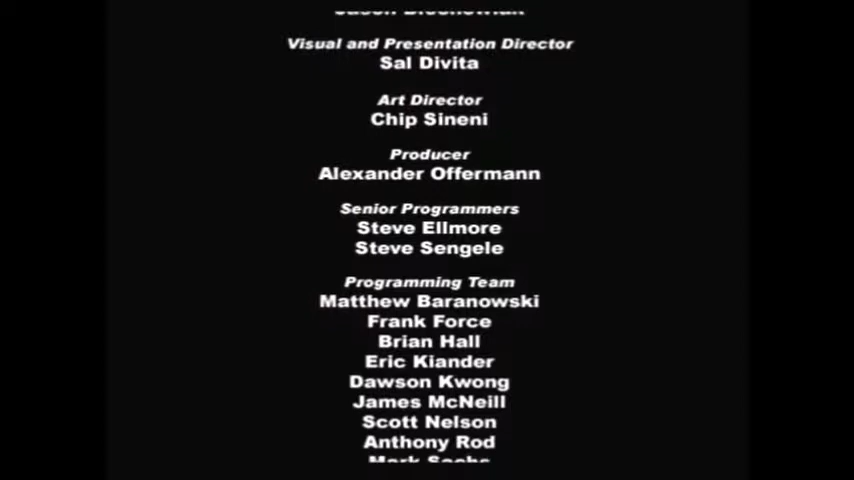 Visual and Presentation Director
Sal Divita
Art Director
Chip Sineni
Producer
Alexander Offermann
Senior Programmers
Steve Ellmore
Steve Sengele
Programming Team
Matthew Baranowski
Frank Force
Brian Hall
Eric Kiander
Dawson Kwong
James McNeill
Scott Nelson
Anthony Rod